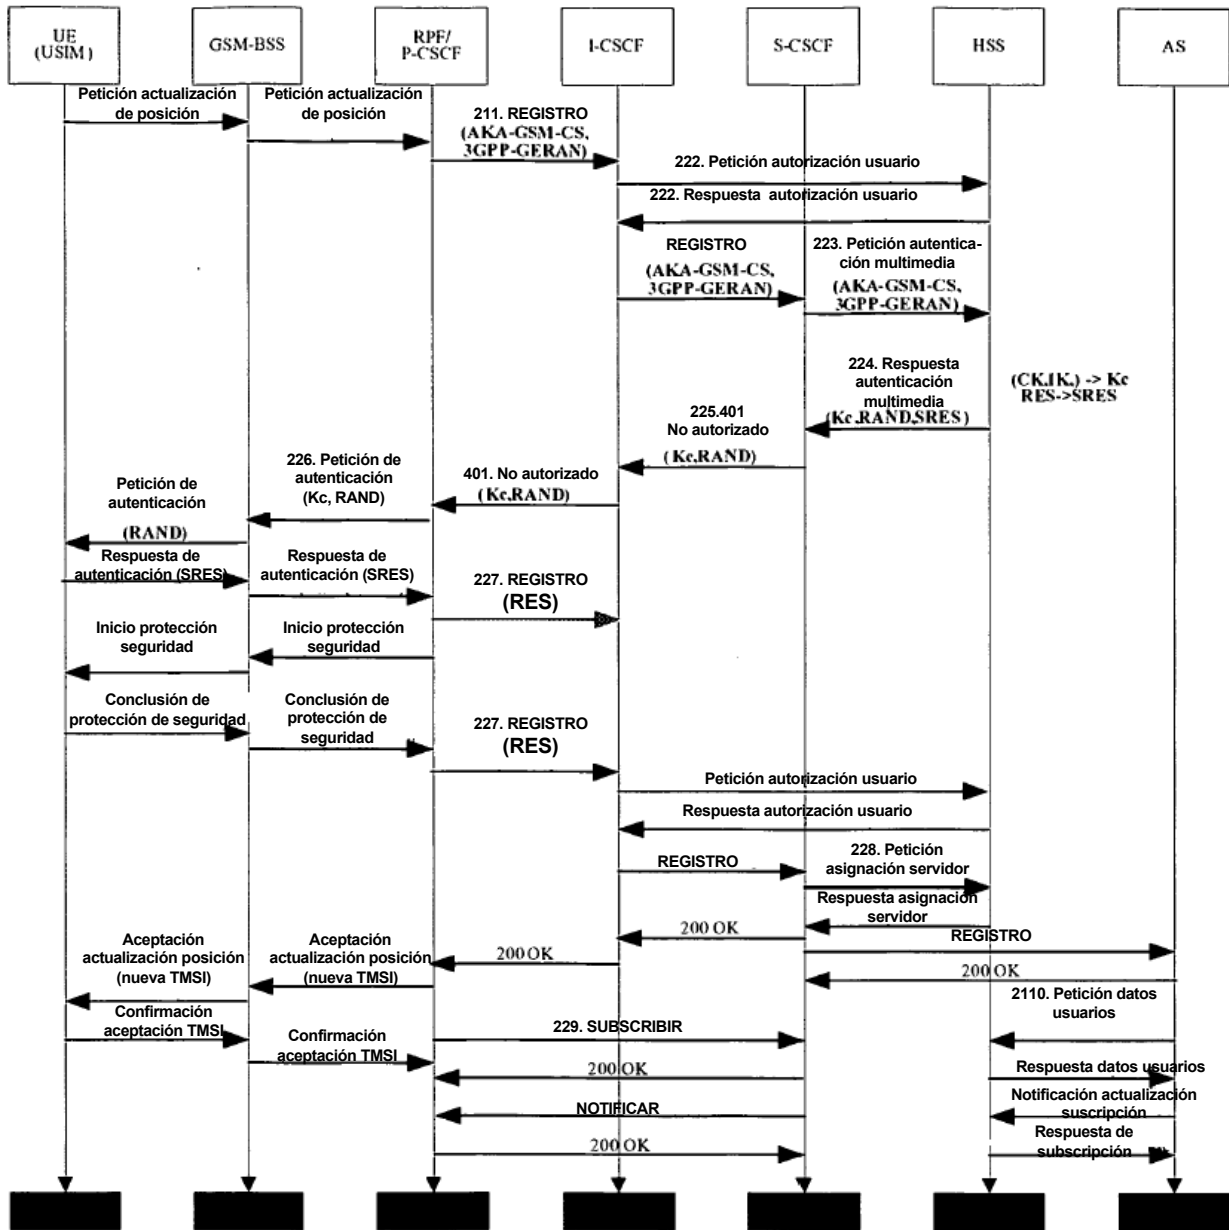 UE
(USIM)
GSM-BSS
RPF/
P-CSCF
I-CSCF
S-CSCF
HSS
AS
Petición actualización
de posición
Petición actualización
de posición
211. REGISTRO
(AKA-GSM-CS,
3GPP-GERAN)
222. Petición autorización usuario
222. Respuesta autorización usuario
REGISTRO
(AKA-GSM-CS,
3GPP-GERAN)
223. Petición autentica-
ción multimedia
(AKA-GSM-CS,
3GPP-GERAN)
224. Respuesta
autenticación
multimedia
(Kc,RAND,SRES)
(CK,IK,) -> Kc
RES->SRES
225.401
No autorizado
(Kc,RAND)
401. No autorizado
(Kc,RAND)
226. Petición de
autenticación
(Kc, RAND)
Petición de
autenticación
(RAND)
Respuesta de
autenticación (SRES)
Respuesta de
autenticación (SRES)
227. REGISTRO
(RES)
Inicio protección
seguridad
Inicio protección
seguridad
Conclusión de
protección de seguridad
Conclusión de
protección de
seguridad
227. REGISTRO
(RES)
Petición autorización usuario
Respuesta autorización usuario
REGISTRO
228. Petición
asignación servidor
Respuesta asignación
servidor
200 OK
REGISTRO
200 OK
200 OK
Aceptación
actualización posición
(nueva TMSI)
Aceptación
actualización posición
(nueva TMSI)
2110. Petición datos
usuarios
Confirmación
aceptación TMSI
Confirmación
aceptación TMSI
229. SUBSCRIBIR
200 OK
Respuesta datos usuarios
NOTIFICAR
Notificación actualización
suscripción
200 OK
Respuesta de
subscripción